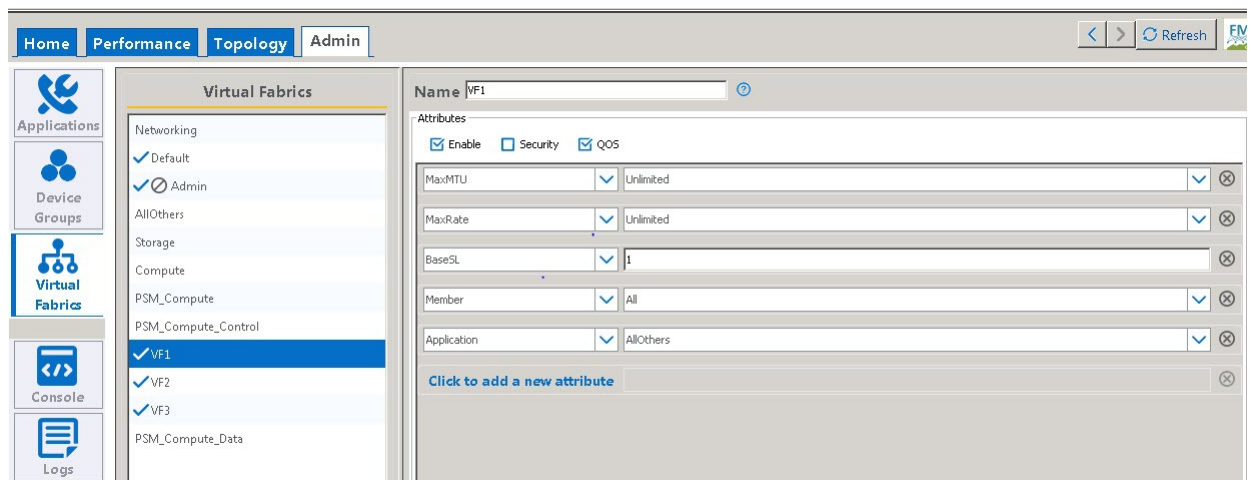 Home Performance Topology Admin
Refresh
FM
Applications
Device
Groups
Virtual
Fabrics
Console
Logs
Virtual Fabrics
Networking
Default
Admin
AllOthers
Storage
Compute
PSM_Compute
PSM_Compute_Control
VF1
VF2
VF3
PSM_Compute_Data
Name VF1
Attributes
Enable Security QOS
MaxMTU Unlimited
MaxRate Unlimited
BaseSL 1
Member All
Application AllOthers
Click to add a new attribute